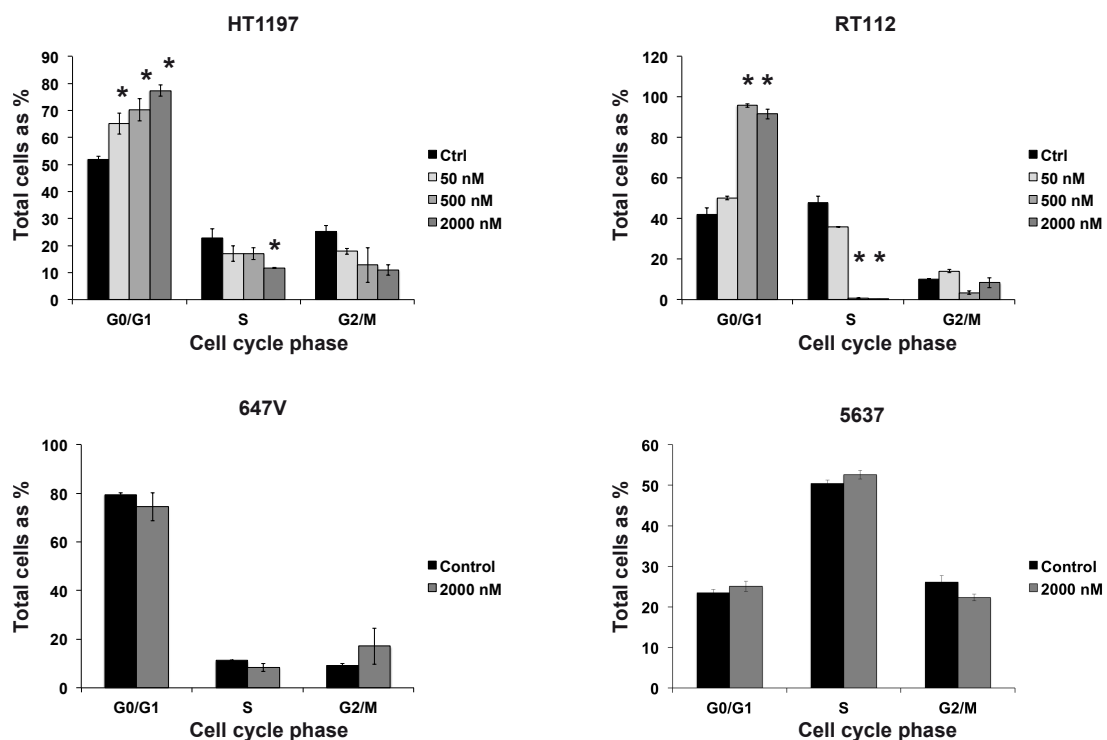 HT1197
Total cells as %
90
80
70
60
50
40
30
20
10
0
* * *
*
G0/G1 S G2/M
Cell cycle phase
Ctrl
50 nM
500 nM
2000 nM
RT112
Total cells as %
120
100
80
60
40
20
0
* *
* *
G0/G1 S G2/M
Cell cycle phase
Ctrl
50 nM
500 nM
2000 nM
647V
Total cells as %
100
80
60
40
20
0
G0/G1 S G2/M
Cell cycle phase
Control
2000 nM
5637
Total cells as %
60
50
40
30
20
10
0
G0/G1 S G2/M
Cell cycle phase
Control
2000 nM